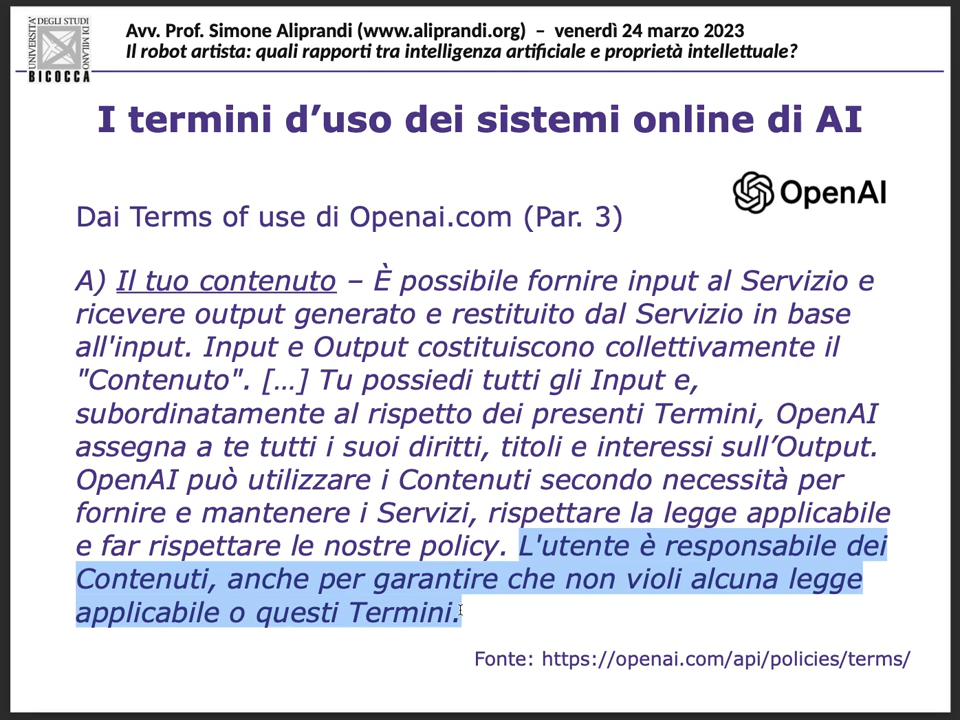 Avv. Prof. Simone Aliprandi (www.aliprandi.org) – venerdì 24 marzo 2023
Il robot artista: quali rapporti tra intelligenza artificiale e proprietà intellettuale?
UNIVERSITÀ DEGLI STUDI DI MILANO
BICOCCA
I termini d’uso dei sistemi online di AI
OpenAI
Dai Terms of use di Openai.com (Par. 3)
A) Il tuo contenuto – È possibile fornire input al Servizio e
ricevere output generato e restituito dal Servizio in base
all'input. Input e Output costituiscono collettivamente il
"Contenuto". […] Tu possiedi tutti gli Input e,
subordinatamente al rispetto dei presenti Termini, OpenAI
assegna a te tutti i suoi diritti, titoli e interessi sull’Output.
OpenAI può utilizzare i Contenuti secondo necessità per
fornire e mantenere i Servizi, rispettare la legge applicabile
e far rispettare le nostre policy. L'utente è responsabile dei
Contenuti, anche per garantire che non violi alcuna legge
applicabile o questi Termini.
Fonte: https://openai.com/api/policies/terms/